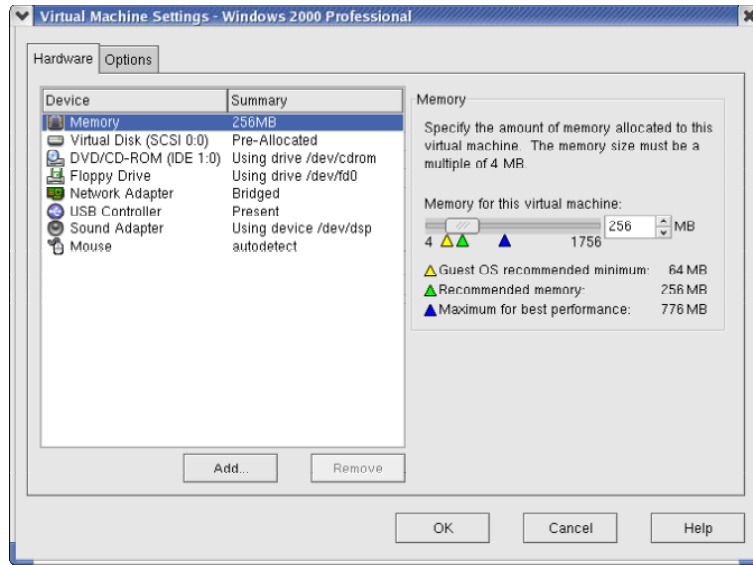 Virtual Machine Settings - Windows 2000 Professional
Hardware Options
Device Summary
Memory 256MB
Virtual Disk (SCSI 0:0) Pre-Allocated
DVD/CD-ROM (IDE 1:0) Using drive /dev/cdrom
Floppy Drive Using drive /dev/fd0
Network Adapter Bridged
USB Controller Present
Sound Adapter Using device /dev/dsp
Mouse autodetect
Add... Remove
Memory
Specify the amount of memory allocated to this
virtual machine. The memory size must be a
multiple of 4 MB.
Memory for this virtual machine:
256 MB
4 1756
Guest OS recommended minimum: 64 MB
Recommended memory: 256 MB
Maximum for best performance: 776 MB
OK Cancel Help